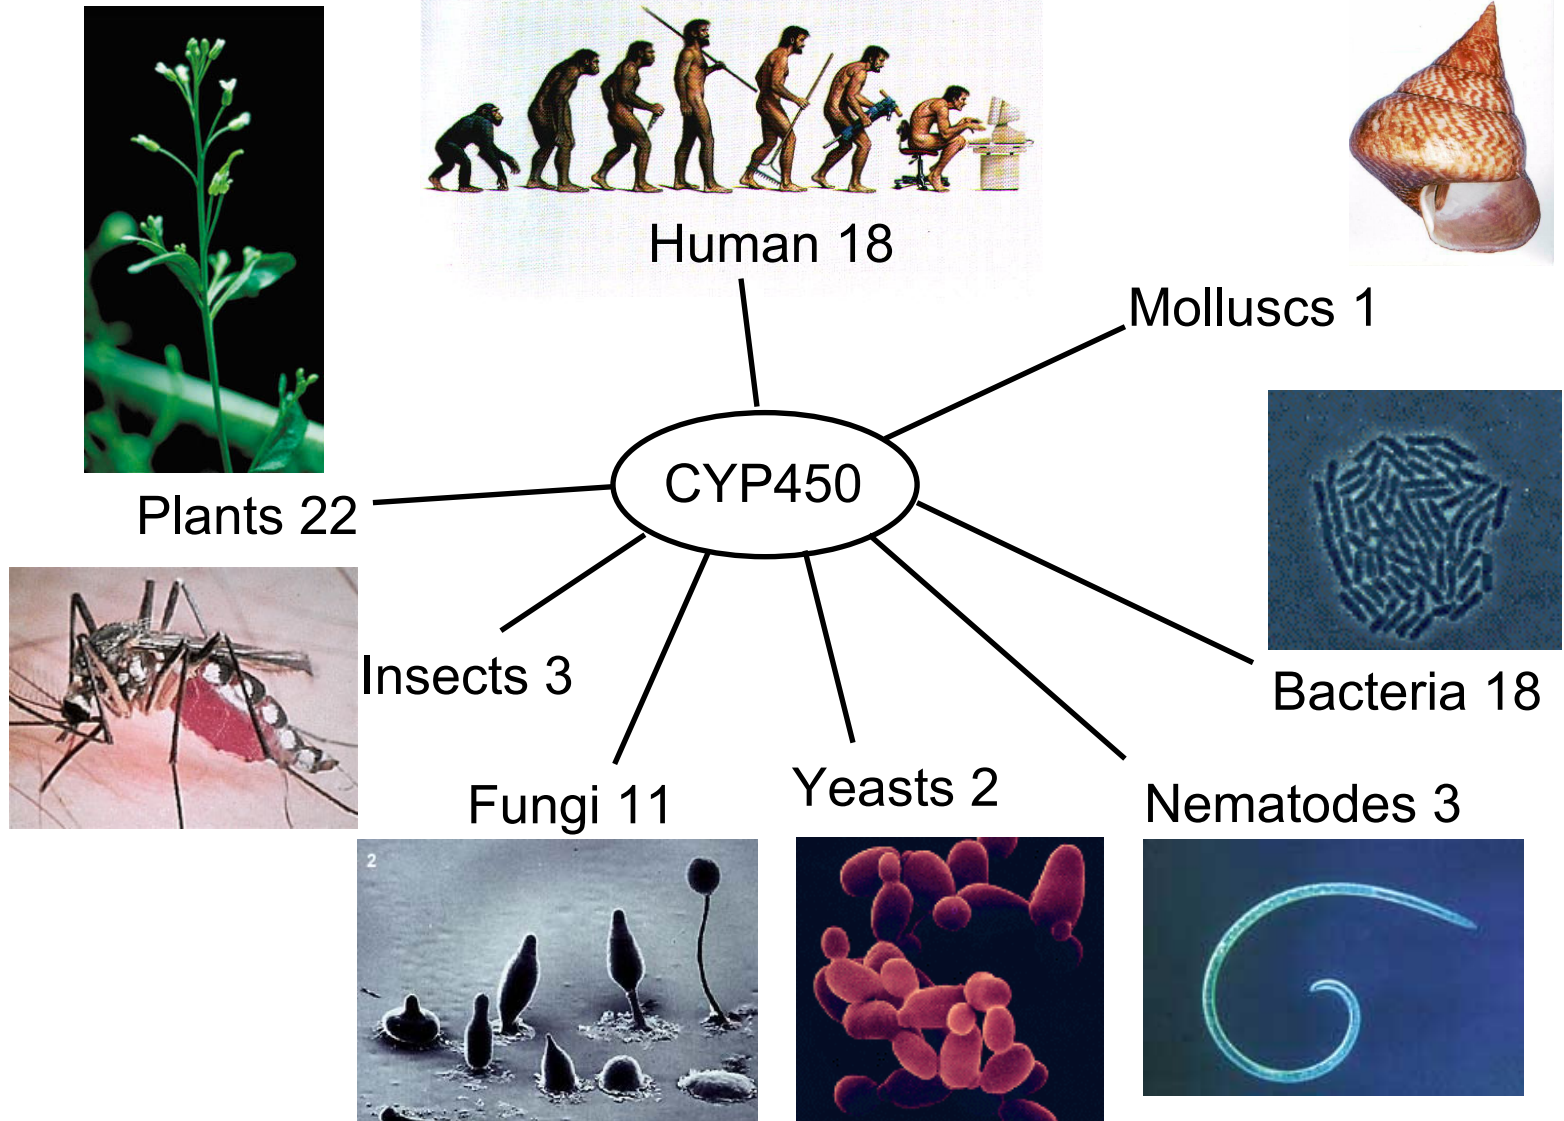 Human 18
Molluscs 1
CYP450
Plants 22
Insects 3
Bacteria 18
Fungi 11
Yeasts 2
Nematodes 3
2